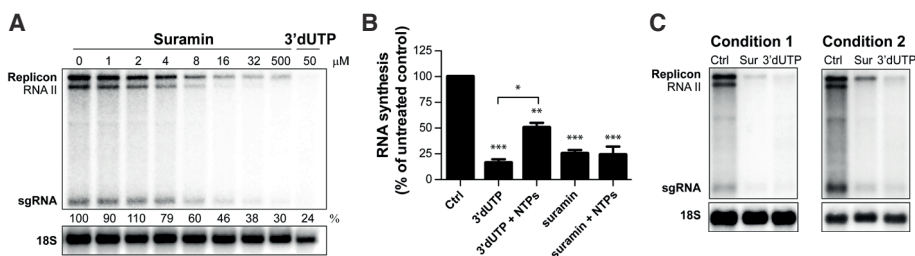 A
Suramin 3'dUTP
0 1 2 4 8 16 32 500 50 μM
Replicon
RNA II
sgRNA
100 90 110 79 60 46 38 30 24 %
18S
B
RNA synthesis
(% of untreated control)
125
100
75
50
25
0
***
*
**
***
***
Ctrl
3'dUTP
3'dUTP + NTPs
suramin
suramin + NTPs
C
Condition 1 Condition 2
Ctrl Sur 3'dUTP Ctrl Sur 3'dUTP
Replicon
RNA II
sgRNA
18S